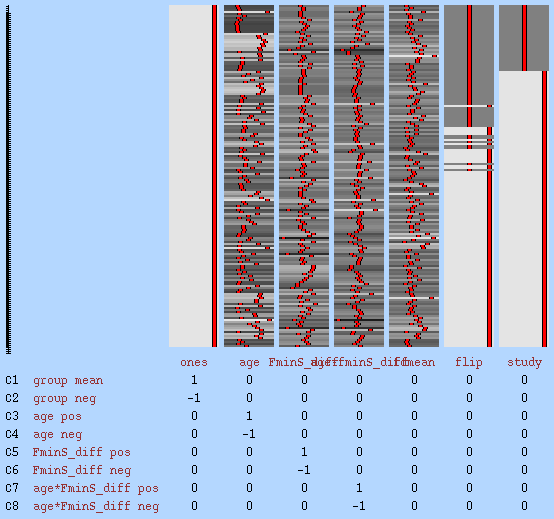 ones age FminS_diff fdmean flip study
C1 group mean 1 0 0 0 0 0 0
C2 group neg -1 0 0 0 0 0 0
C3 age pos 0 1 0 0 0 0 0
C4 age neg 0 -1 0 0 0 0 0
C5 FminS_diff pos 0 0 1 0 0 0 0
C6 FminS_diff neg 0 0 -1 0 0 0 0
C7 age*FminS_diff pos 0 0 0 1 0 0 0
C8 age*FminS_diff neg 0 0 0 -1 0 0 0